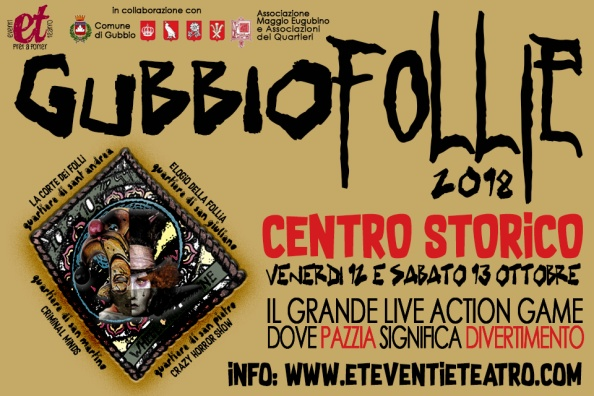 et
EVENTI TEATRO
PRET À PORTER
in collaborazione con
Comune
di Gubbio
Associazione
Maggio Eugubino
e Associazioni
dei Quartieri
GUBBIOFOLLIE
2018
LA CORTE DEI FOLLI
quartiere di sant'andrea
ELOGIO DELLA FOLLIA
quartiere di san giuliano
quartiere di san martino
CRIMINAL MINDS
quartiere di san pietro
CRAZY HORROR SHOW
CENTRO STORICO
VENERDI 12 E SABATO 13 OTTOBRE
IL GRANDE LIVE ACTION GAME
DOVE PAZZIA SIGNIFICA DIVERTIMENTO
INFO: WWW.ETEVENTIETEATRO.COM